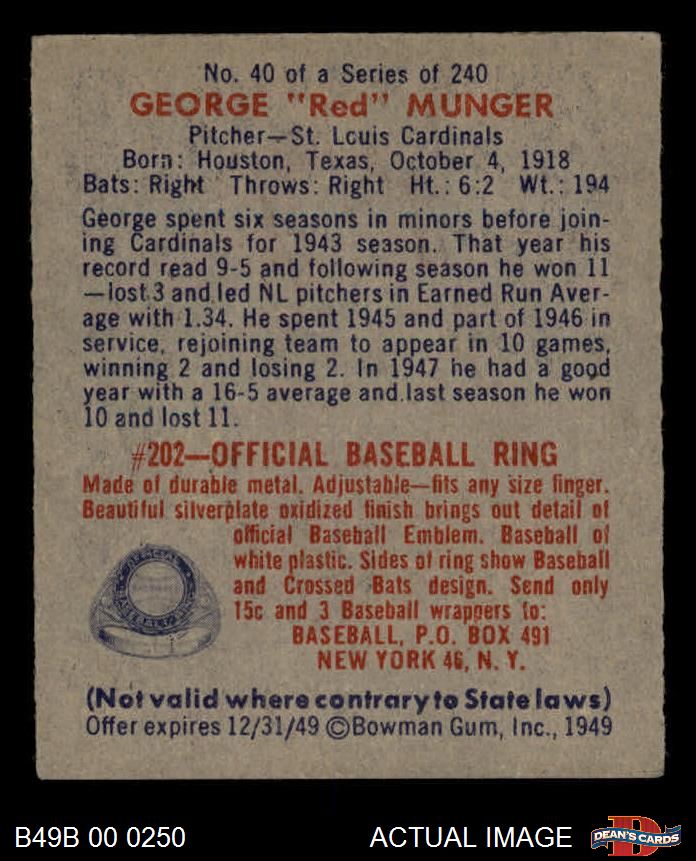 No. 40 of a Series of 240
GEORGE "Red" MUNGER
Pitcher—St. Louis Cardinals
Born: Houston, Texas, October 4, 1918
Bats: Right Throws: Right Ht.: 6:2 Wt.: 194
George spent six seasons in minors before join-
ing Cardinals for 1943 season. That year his
record read 9-5 and following season he won 11
—lost 3 and led NL pitchers in Earned Run Aver-
age with 1.34. He spent 1945 and part of 1946 in
service, rejoining team to appear in 10 games,
winning 2 and losing 2. In 1947 he had a good
year with a 16-5 average and last season he won
10 and lost 11.
#202—OFFICIAL BASEBALL RING
Made of durable metal. Adjustable—fits any size finger.
Beautiful silverplate oxidized finish brings out detail of
official Baseball Emblem. Baseball of
white plastic. Sides of ring show Baseball
and Crossed Bats design. Send only
15c and 3 Baseball wrappers to:
BASEBALL, P.O. BOX 491
NEW YORK 46, N. Y.
OFFICIAL
BASEBALL
(Not valid where contrary to State laws)
Offer expires 12/31/49 ©Bowman Gum, Inc., 1949
B49B 00 0250 ACTUAL IMAGE
DEAN'S CARDS